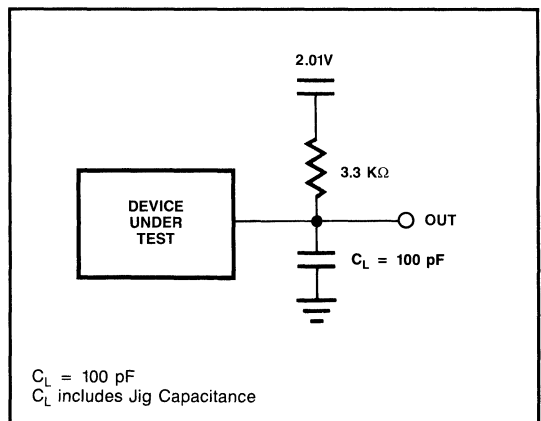 2.01V
3.3 KΩ
DEVICE
UNDER
TEST
OUT
C_L = 100 pF
C_L = 100 pF
C_L includes Jig Capacitance